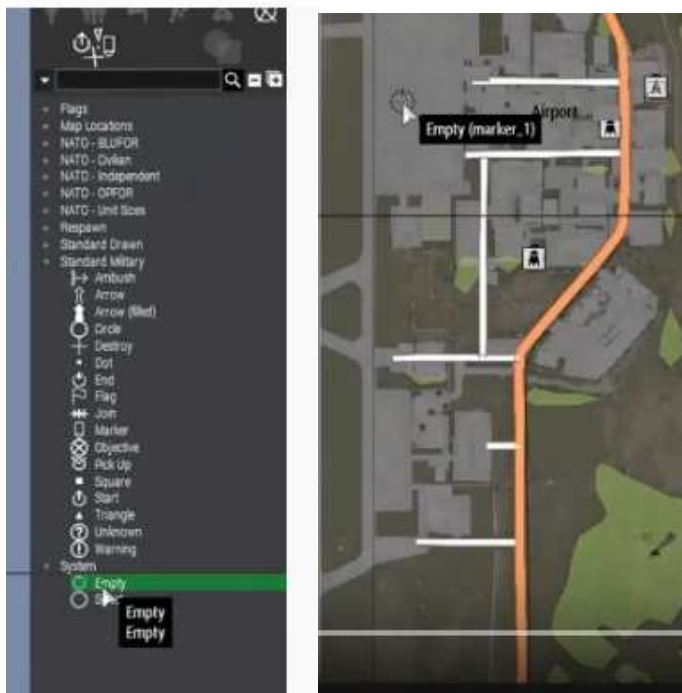 Flags
Map Locations
NATO - BLUFOR
NATO - Civilian
NATO - Independent
NATO - OPFOR
NATO - Unit Sizes
Respawn
Standard Drawn
Standard Military
Ambush
Arrow
Arrow (filled)
Circle
Destroy
Dot
End
Flag
Join
Marker
Objective
Pick Up
Square
Start
Triangle
Unknown
Warning
System
Empty
Empty
Empty
Airport
Empty (marker_1)